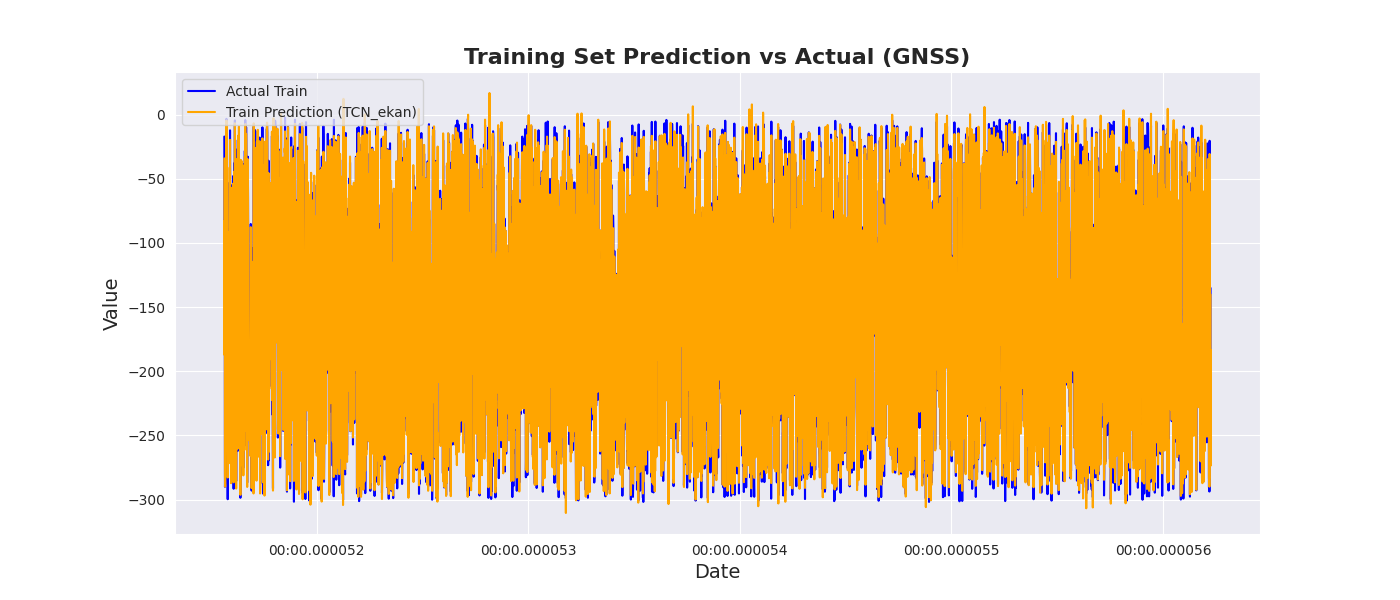 Training Set Prediction vs Actual (GNSS)
Actual Train
Train Prediction (TCN_ekan)
Value
0
−50
−100
−150
−200
−250
−300
00:00.000052
00:00.000053
00:00.000054
00:00.000055
00:00.000056
Date